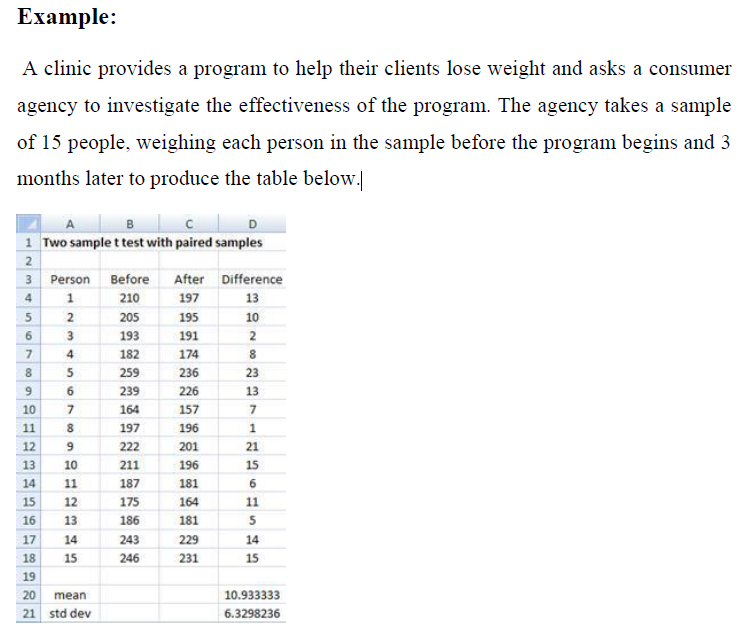 Example:
A clinic provides a program to help their clients lose weight and asks a consumer
agency to investigate the effectiveness of the program. The agency takes a sample
of 15 people, weighing each person in the sample before the program begins and 3
months later to produce the table below.
A B C D
1 Two sample t test with paired samples
2
3 Person Before After Difference
4 1 210 197 13
5 2 205 195 10
6 3 193 191 2
7 4 182 174 8
8 5 259 236 23
9 6 239 226 13
10 7 164 157 7
11 8 197 196 1
12 9 222 201 21
13 10 211 196 15
14 11 187 181 6
15 12 175 164 11
16 13 186 181 5
17 14 243 229 14
18 15 246 231 15
19
20 mean 10.933333
21 std dev 6.3298236